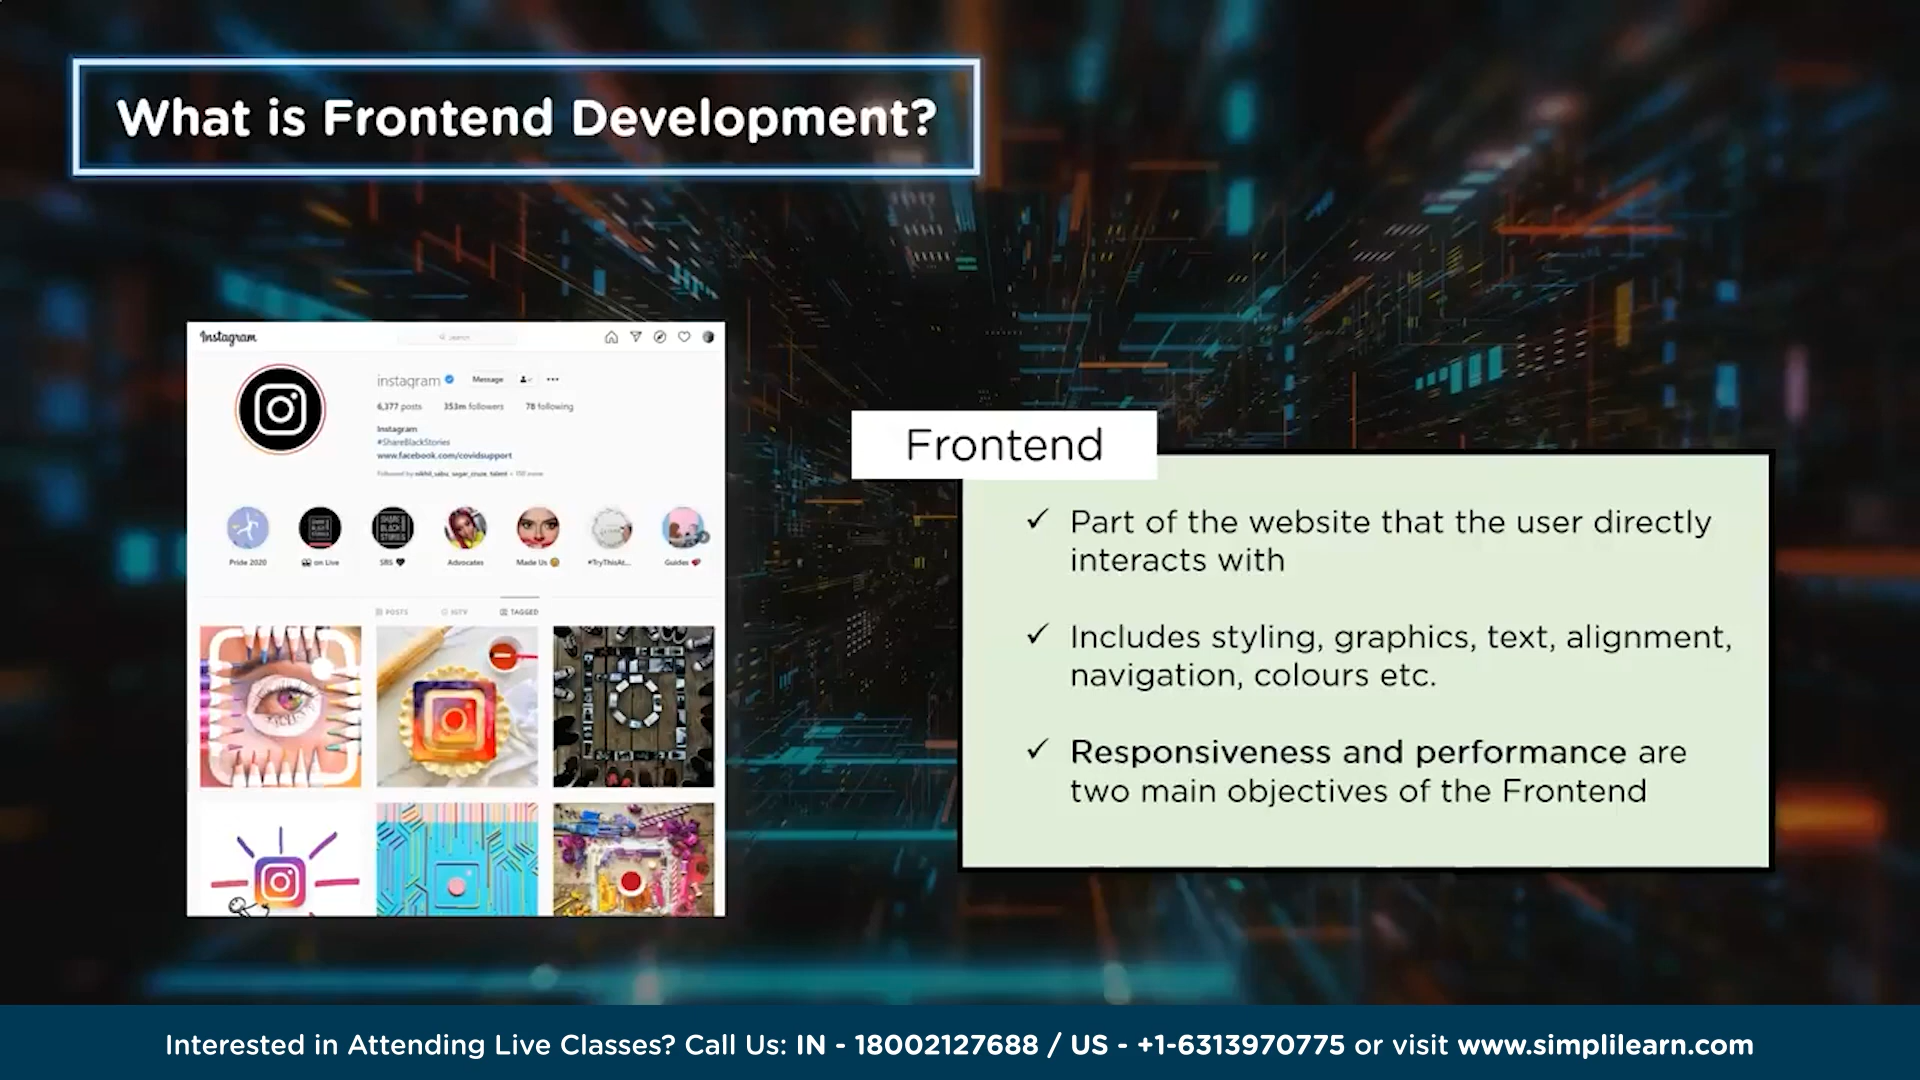 What is Frontend Development?
Instagram
Search
instagram
Message
6,377 posts 353m followers 78 following
Instagram
#ShareBlackStories
www.facebook.com/covidsupport
Pride 2020 on Live SBS Advocates Made Us #TryThisAt... Guides
POSTS IGTV TAGGED
Frontend
✓ Part of the website that the user directly
interacts with
✓ Includes styling, graphics, text, alignment,
navigation, colours etc.
✓ Responsiveness and performance are
two main objectives of the Frontend
Interested in Attending Live Classes? Call Us: IN - 18002127688 / US - +1-6313970775 or visit www.simplilearn.com